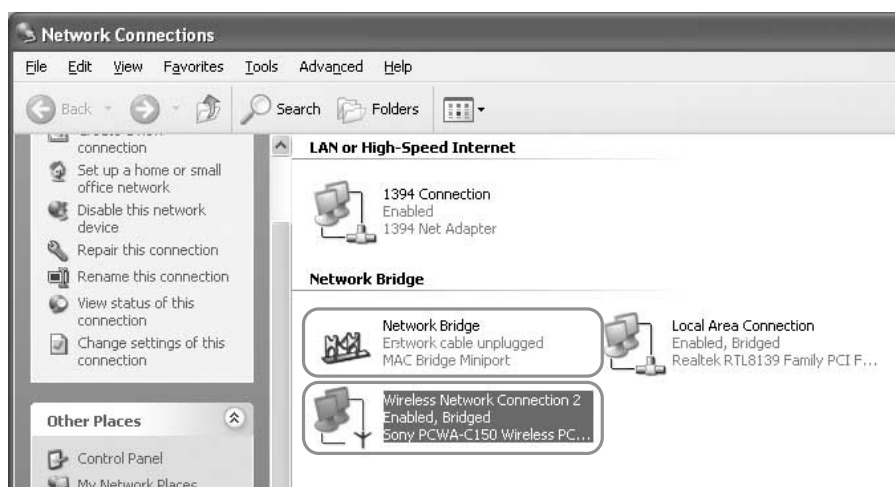 Network Connections
File Edit View Favorites Tools Advanced Help
Back Search Folders
connection
Set up a home or small
office network
Disable this network
device
Repair this connection
Rename this connection
View status of this
connection
Change settings of this
connection
Other Places
Control Panel
My Network Places
LAN or High-Speed Internet
1394 Connection
Enabled
1394 Net Adapter
Network Bridge
Network Bridge
Network cable unplugged
MAC Bridge Miniport
Local Area Connection
Enabled, Bridged
Realtek RTL8139 Family PCI F...
Wireless Network Connection 2
Enabled, Bridged
Sony PCWA-C150 Wireless PC...